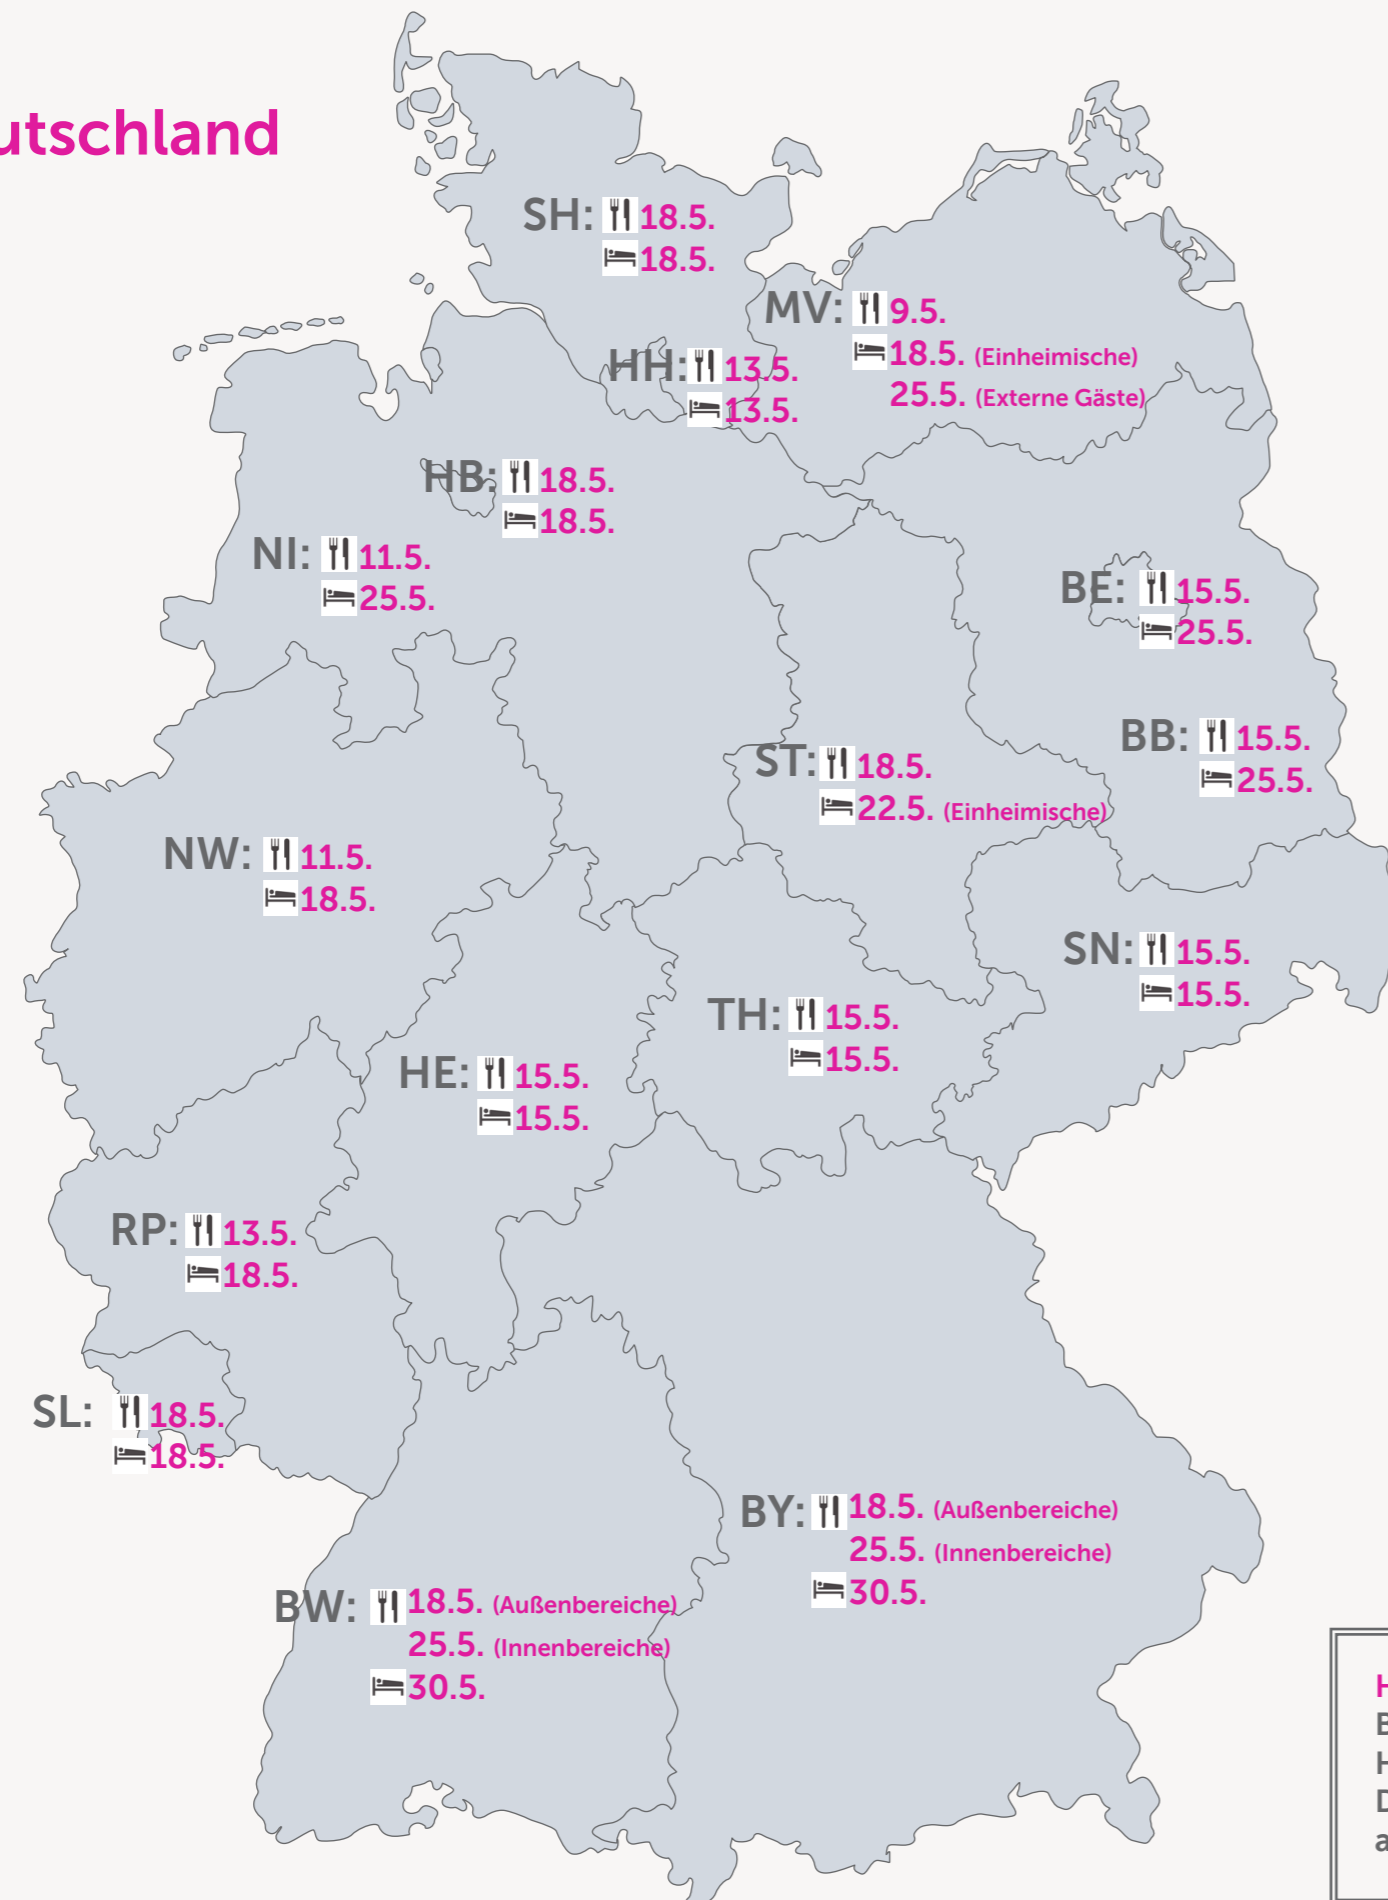 utschland
SH: 18.5.
18.5.
MV: 9.5.
18.5. (Einheimische)
25.5. (Externe Gäste)
HH: 13.5.
13.5.
HB: 18.5.
18.5.
NI: 11.5.
25.5.
BE: 15.5.
25.5.
BB: 15.5.
25.5.
ST: 18.5.
22.5. (Einheimische)
NW: 11.5.
18.5.
SN: 15.5.
15.5.
TH: 15.5.
15.5.
HE: 15.5.
15.5.
RP: 13.5.
18.5.
SL: 18.5.
18.5.
BY: 18.5. (Außenbereiche)
25.5. (Innenbereiche)
30.5.
BW: 18.5. (Außenbereiche)
25.5. (Innenbereiche)
30.5.